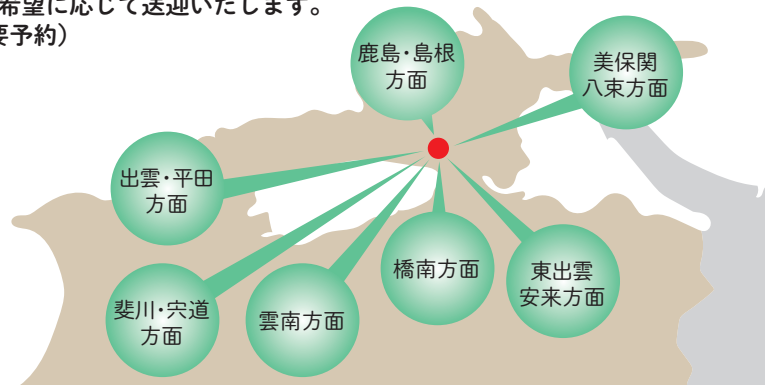 希望に応じて送迎いたします。
要予約）
鹿島・島根
方面
美保関
八束方面
出雲・平田
方面
橋南方面
東出雲
安来方面
斐川・宍道
方面
雲南方面